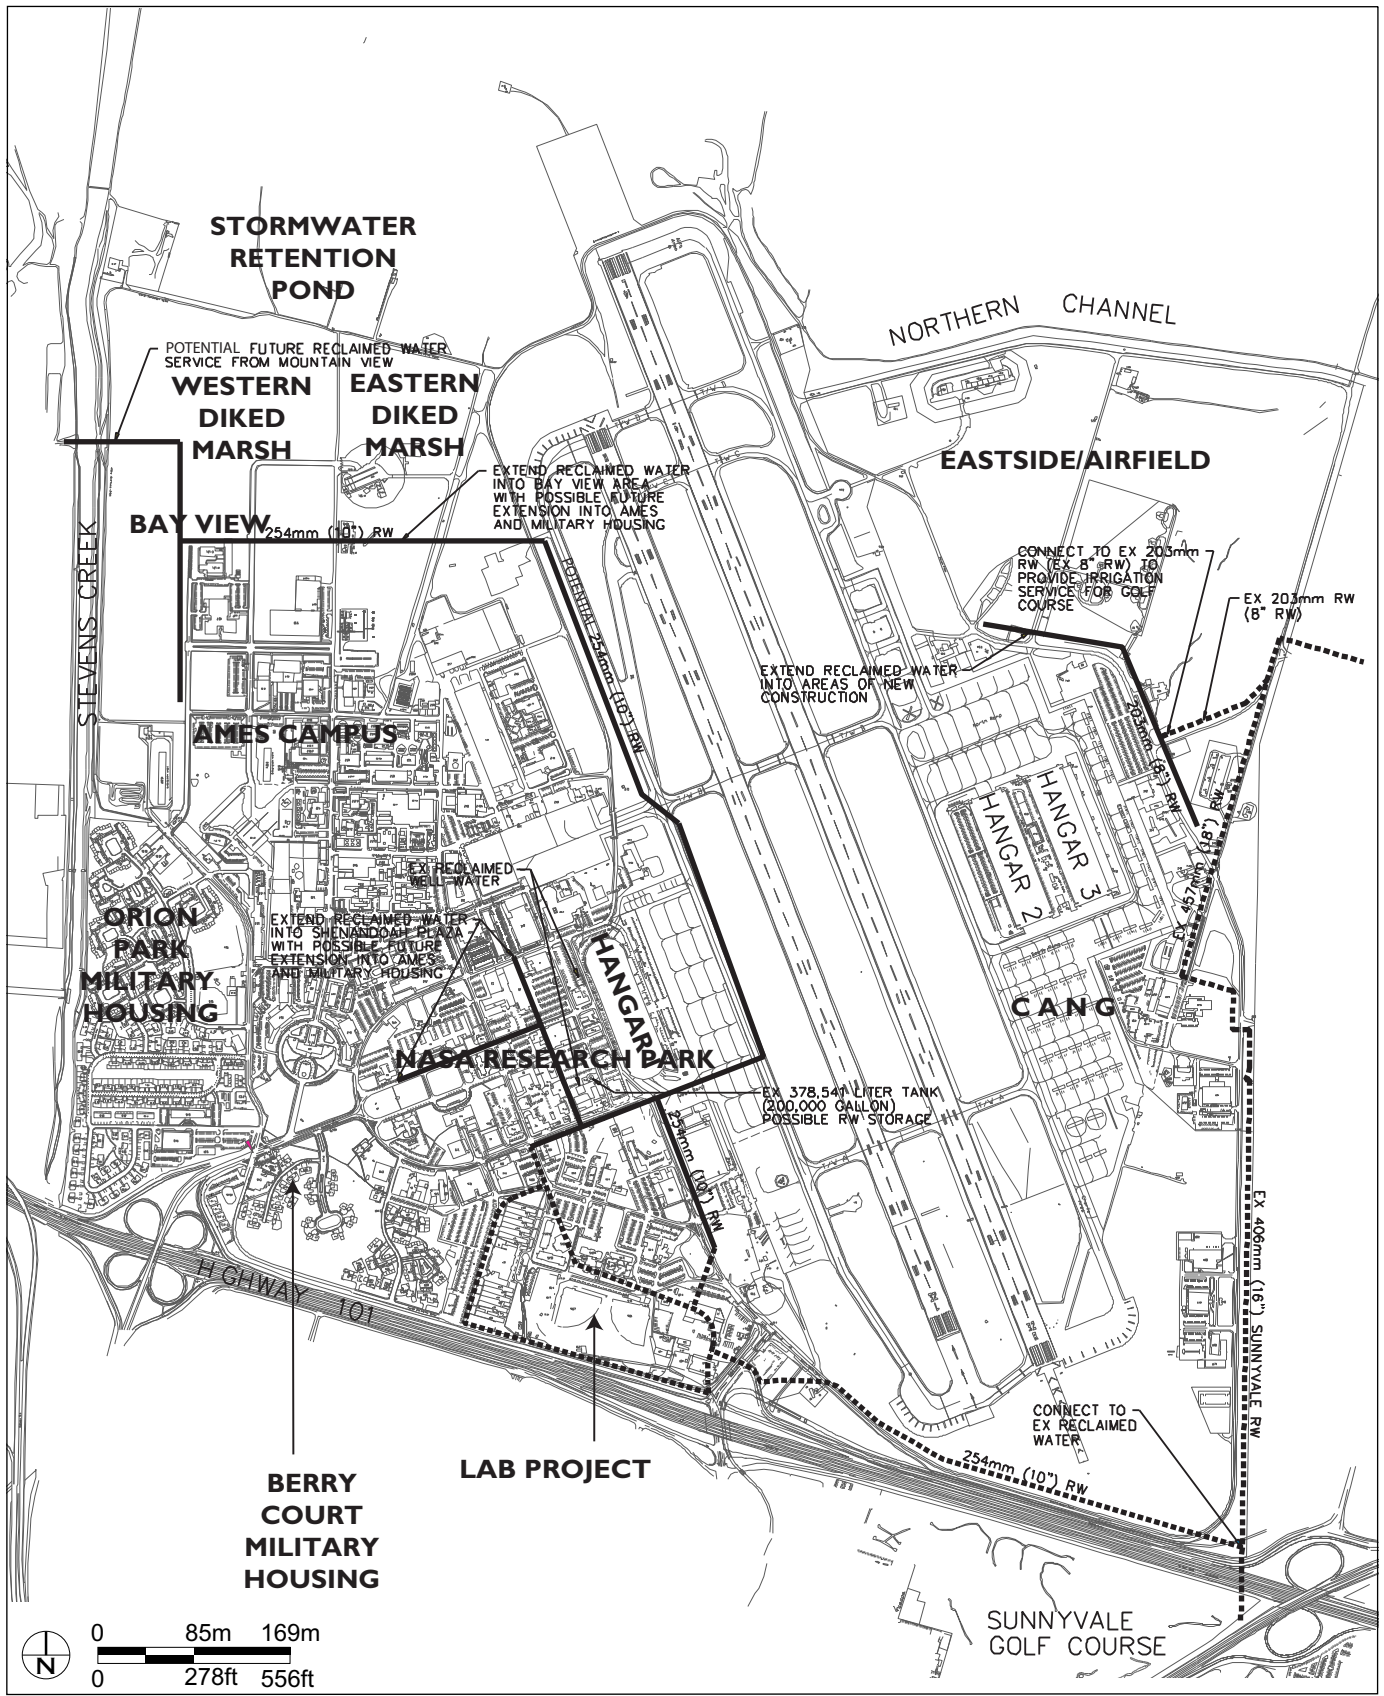 STORMWATER
RETENTION
POND
NORTHERN CHANNEL
POTENTIAL FUTURE RECLAIMED WATER
SERVICE FROM MOUNTAIN VIEW
WESTERN
DIKED
MARSH
EASTERN
DIKED
MARSH
EXTEND RECLAIMED WATER
INTO BAY VIEW AREA
WITH POSSIBLE FUTURE
EXTENSION INTO AMES
AND MILITARY HOUSING
EASTSIDE/AIRFIELD
BAY VIEW
254mm (10") RW
STEVENS CREEK
POTENTIAL 254mm (10") RW
CONNECT TO EX 203mm
RW (EX 8" RW) TO
PROVIDE IRRIGATION
SERVICE FOR GOLF
COURSE
EX 203mm RW
(8" RW)
EXTEND RECLAIMED WATER
INTO AREAS OF NEW
CONSTRUCTION
203mm (8") RW
AMES CAMPUS
HANGAR 3
HANGAR 2
EX 457mm (18") RW
EX RECLAIMED
WELL WATER
ORION
PARK
MILITARY
HOUSING
EXTEND RECLAIMED WATER
INTO SHENANDOAH PLAZA
WITH POSSIBLE FUTURE
EXTENSION INTO AMES
AND MILITARY HOUSING
HANGAR 1
CANG
NASA RESEARCH PARK
EX 378,541 LITER TANK
(200,000 GALLON)
POSSIBLE RW STORAGE
254mm (10") RW
EX 406mm (16") SUNNYVALE RW
HIGHWAY 101
CONNECT TO
EX RECLAIMED
WATER
254mm (10") RW
LAB PROJECT
BERRY
COURT
MILITARY
HOUSING
SUNNYVALE
GOLF COURSE
N
0 85m 169m
0 278ft 556ft